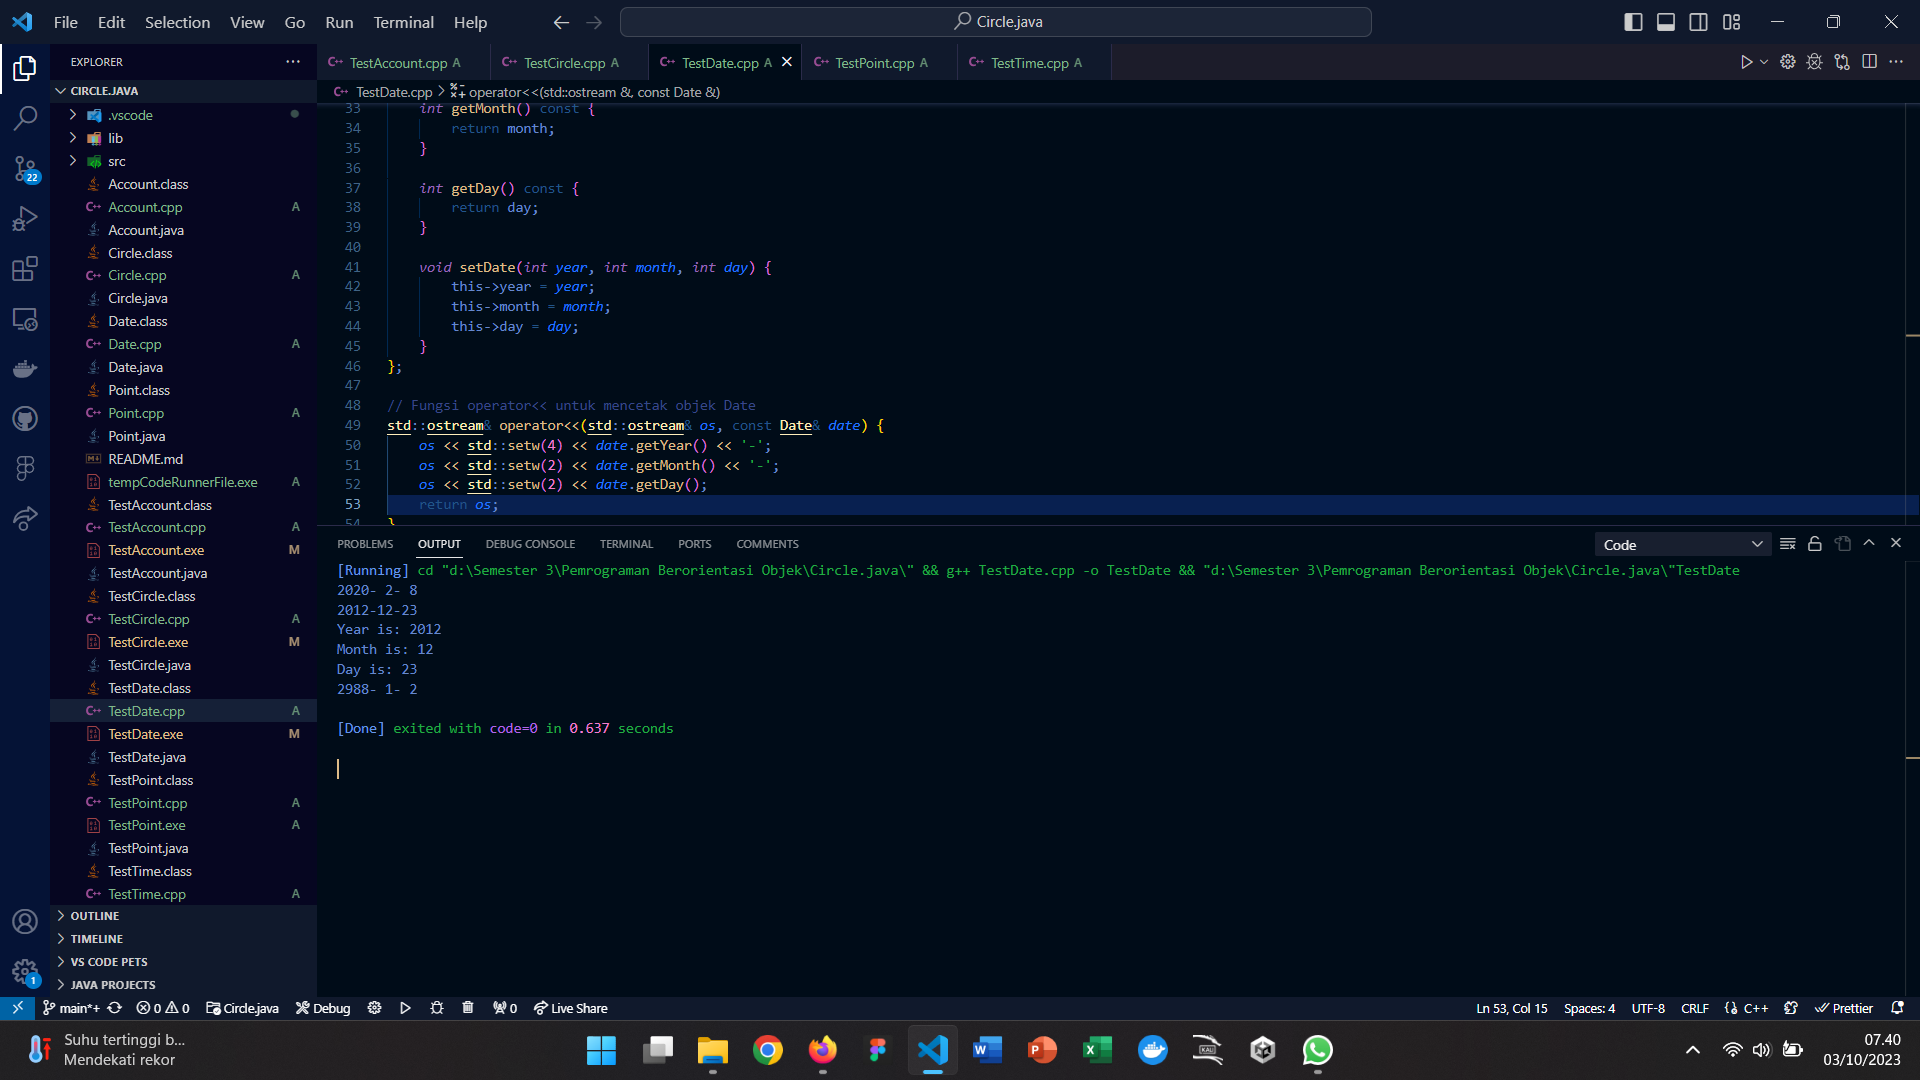 File Edit Selection View Go Run Terminal Help
Circle.java
EXPLORER
TestAccount.cpp A
TestCircle.cpp A
TestDate.cpp A
TestPoint.cpp A
TestTime.cpp A
CIRCLE.JAVA
TestDate.cpp > operator<<(std::ostream &, const Date &)
.vscode
lib
src
Account.class
Account.cpp A
Account.java
Circle.class
Circle.cpp A
Circle.java
Date.class
Date.cpp A
Date.java
Point.class
Point.cpp A
Point.java
README.md
tempCodeRunnerFile.exe A
TestAccount.class
TestAccount.cpp A
TestAccount.exe M
TestAccount.java
TestCircle.class
TestCircle.cpp A
TestCircle.exe M
TestCircle.java
TestDate.class
TestDate.cpp A
TestDate.exe M
TestDate.java
TestPoint.class
TestPoint.cpp A
TestPoint.exe A
TestPoint.java
TestTime.class
TestTime.cpp A
OUTLINE
TIMELINE
VS CODE PETS
JAVA PROJECTS
22
1
33 int getMonth() const {
34 return month;
35 }
36
37 int getDay() const {
38 return day;
39 }
40
41 void setDate(int year, int month, int day) {
42 this->year = year;
43 this->month = month;
44 this->day = day;
45 }
46 };
47
48 // Fungsi operator<< untuk mencetak objek Date
49 std::ostream& operator<<(std::ostream& os, const Date& date) {
50 os << std::setw(4) << date.getYear() << '-';
51 os << std::setw(2) << date.getMonth() << '-';
52 os << std::setw(2) << date.getDay();
53 return os;
54 }
PROBLEMS OUTPUT DEBUG CONSOLE TERMINAL PORTS COMMENTS
Code
[Running] cd "d:\Semester 3\Pemrograman Berorientasi Objek\Circle.java\" && g++ TestDate.cpp -o TestDate && "d:\Semester 3\Pemrograman Berorientasi Objek\Circle.java\"TestDate
2020- 2- 8
2012-12-23
Year is: 2012
Month is: 12
Day is: 23
2988- 1- 2
[Done] exited with code=0 in 0.637 seconds
main*+ 0 0 Circle.java Debug 0 Live Share
Ln 53, Col 15 Spaces: 4 UTF-8 CRLF {} C++ Prettier
Suhu tertinggi b...
Mendekati rekor
07.40
03/10/2023